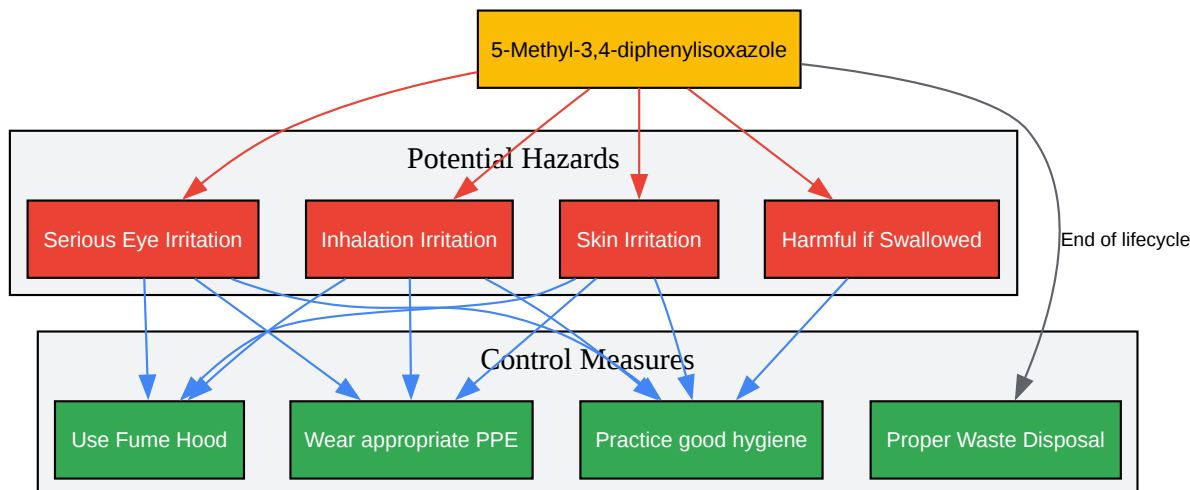 5-Methyl-3,4-diphenylisoxazole
Potential Hazards
Serious Eye Irritation
Inhalation Irritation
Skin Irritation
Harmful if Swallowed
End of lifecycle
Control Measures
Use Fume Hood
Wear appropriate PPE
Practice good hygiene
Proper Waste Disposal